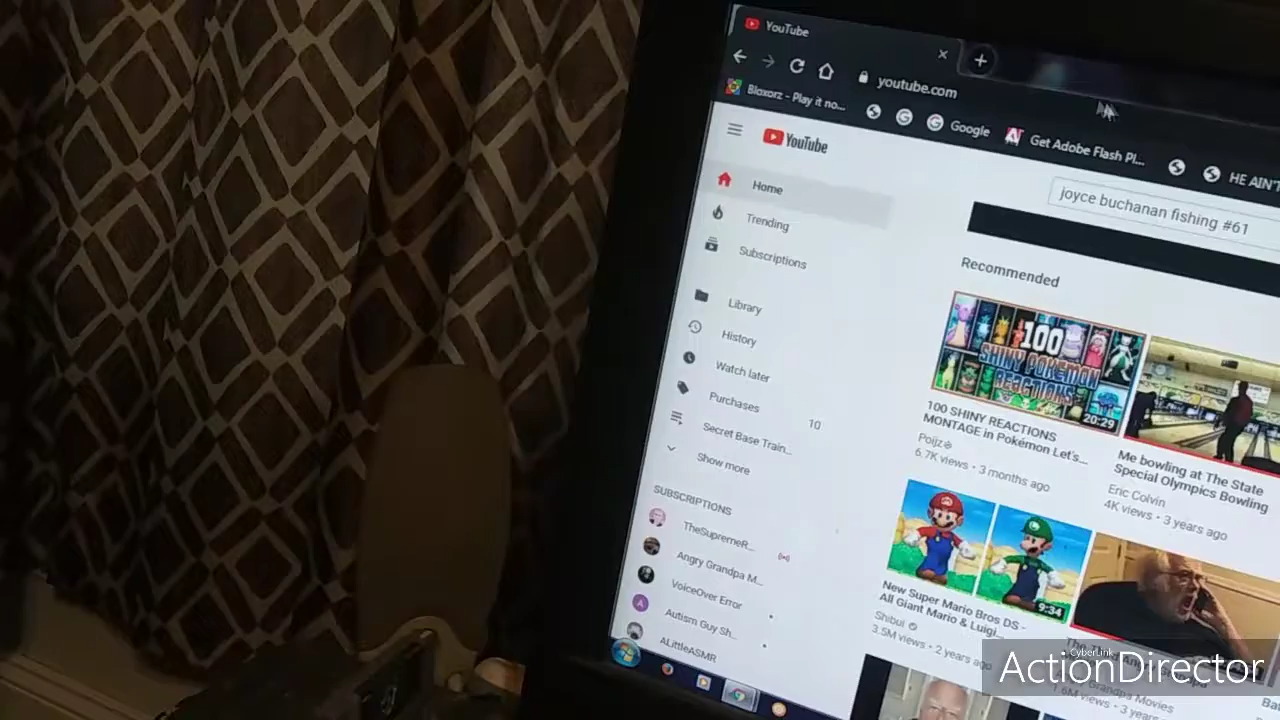 YouTube
youtube.com
Bloxorz - Play it no...
Google
Get Adobe Flash Pl...
HE AIN'T
YouTube
joyce buchanan fishing #61
Home
Trending
Subscriptions
Library
History
Watch later
Purchases
Secret Base Train...
10
Show more
SUBSCRIPTIONS
TheSupremeR...
Angry Grandpa M...
VoiceOver Error
Autism Guy Sh...
ALittleASMR
Recommended
100
SHINY POKEMON
REACTIONS
20:29
100 SHINY REACTIONS
MONTAGE in Pokémon Let's...
Poijz
6.7K views • 3 months ago
Me bowling at The State
Special Olympics Bowling
Eric Colvin
4K views • 3 years ago
9:34
New Super Mario Bros DS -
All Giant Mario & Luigi...
Shibui
3.5M views • 2 years ago
Grandpa Movies
1.6M views • 3 years
CyberLink
ActionDirector